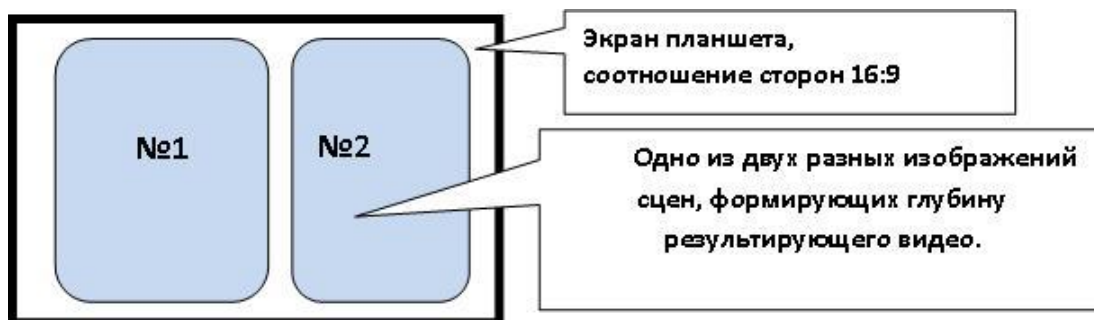 №1
№2
Экран планшета,
соотношение сторон 16:9
Одно из двух разных изображений
сцен, формирующих глубину
результирующего видео.